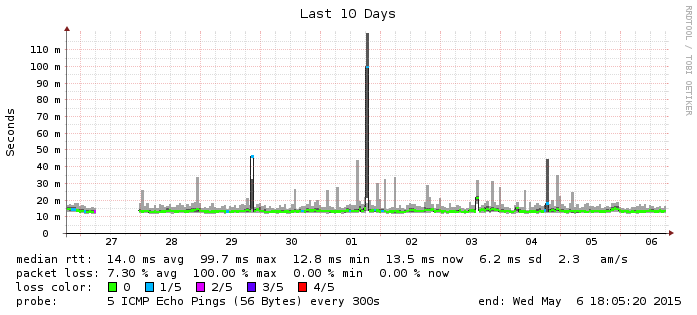 Last 10 Days
RRDTOOL / TOBI OETIKER
Seconds
110 m
100 m
90 m
80 m
70 m
60 m
50 m
40 m
30 m
20 m
10 m
0
27 28 29 30 01 02 03 04 05 06
median rtt: 14.0 ms avg 99.7 ms max 12.8 ms min 13.5 ms now 6.2 ms sd 2.3 am/s
packet loss: 7.30 % avg 100.00 % max 0.00 % min 0.00 % now
loss color: 0 1/5 2/5 3/5 4/5
probe: 5 ICMP Echo Pings (56 Bytes) every 300s end: Wed May 6 18:05:20 2015